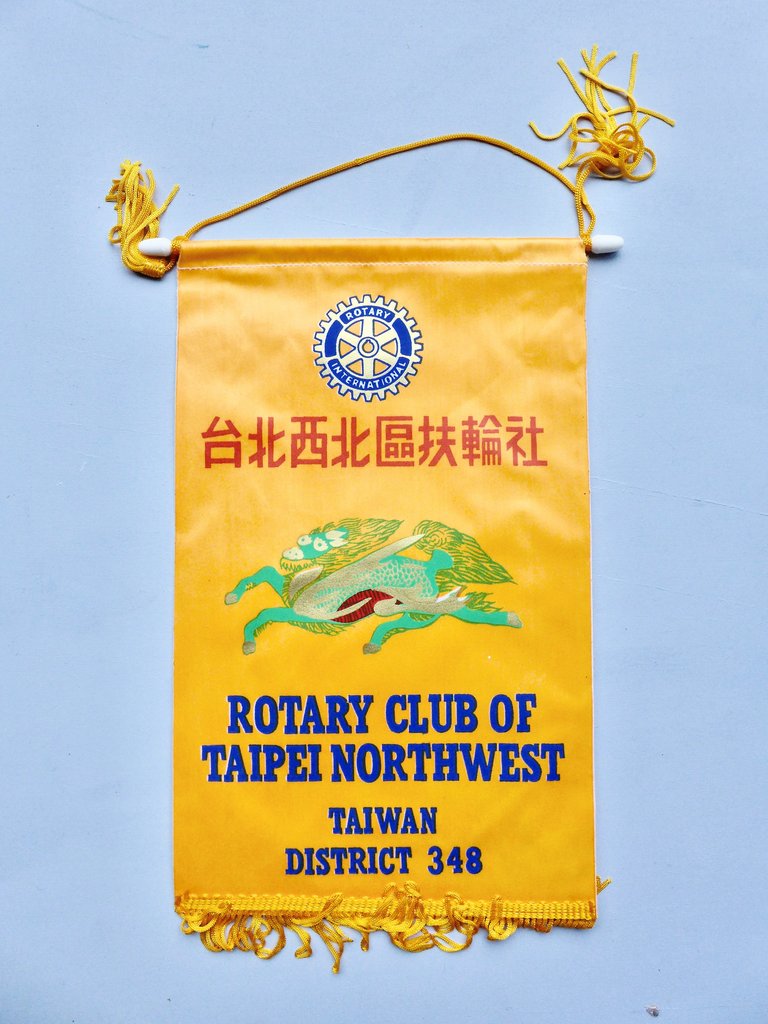 ROTARY
INTERNATIONAL
台北西北區扶輪社
ROTARY CLUB OF
TAIPEI NORTHWEST
TAIWAN
DISTRICT 348